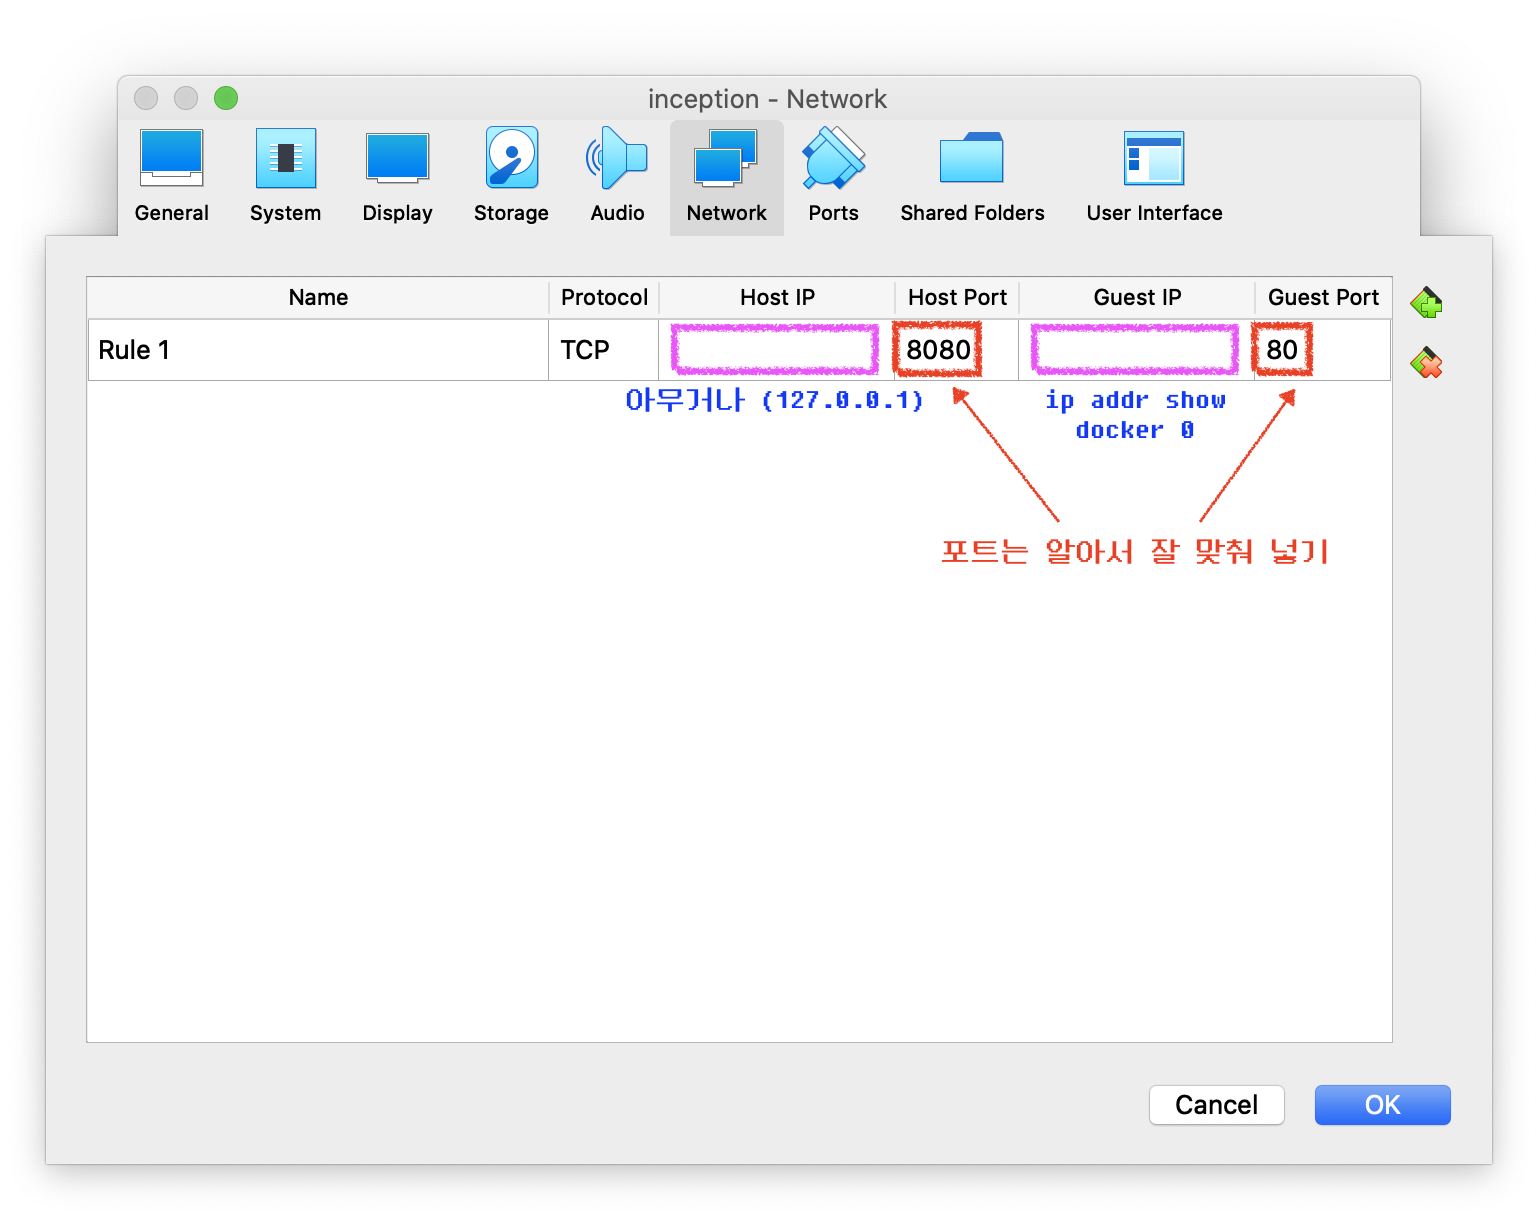 inception - Network
General System Display Storage Audio Network Ports Shared Folders User Interface
Name Protocol Host IP Host Port Guest IP Guest Port
Rule 1 TCP 8080 80
아무거나 (127.0.0.1) ip addr show
docker 0
포트는 알아서 잘 맞춰 넣기
Cancel OK